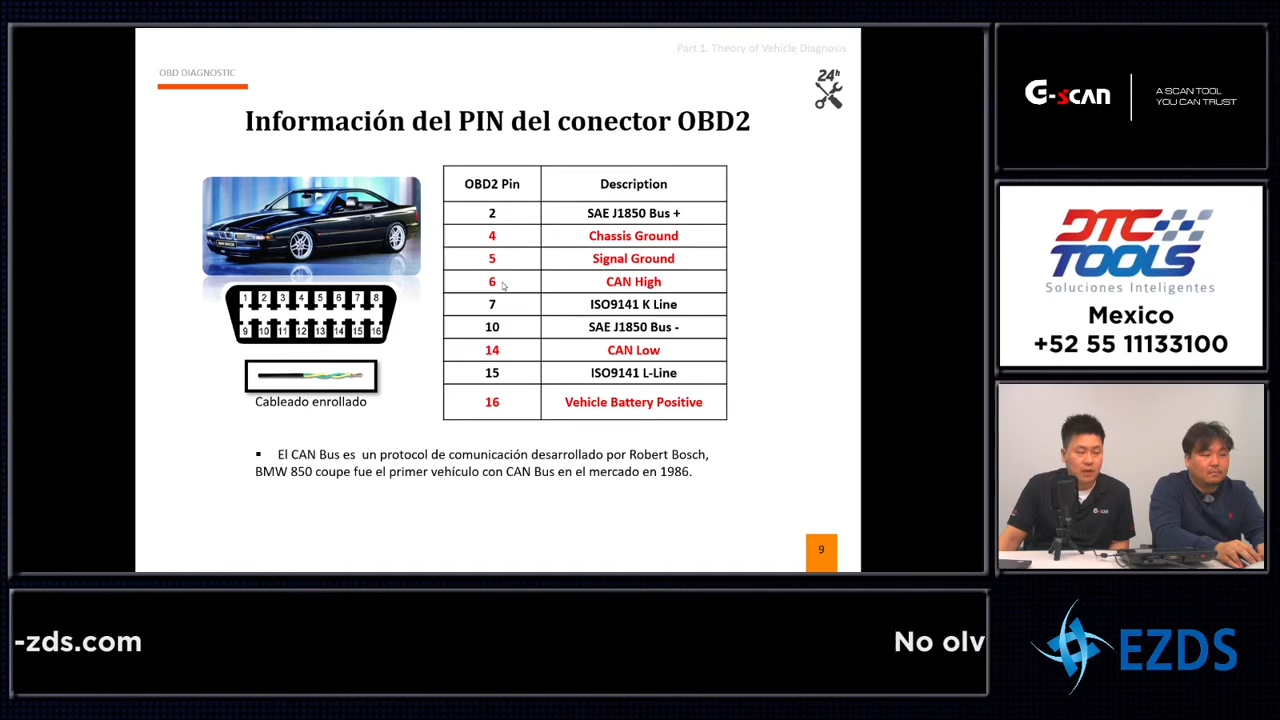 Part 1. Theory of Vehicle Diagnosis
OBD DIAGNOSTIC
24h
Información del PIN del conector OBD2
OBD2 Pin Description
2 SAE J1850 Bus +
4 Chassis Ground
5 Signal Ground
6 CAN High
7 ISO9141 K Line
10 SAE J1850 Bus -
14 CAN Low
15 ISO9141 L-Line
16 Vehicle Battery Positive
1 2 3 4 5 6 7 8
9 10 11 12 13 14 15 16
Cableado enrollado
▪ El CAN Bus es un protocol de comunicación desarrollado por Robert Bosch,
BMW 850 coupe fue el primer vehículo con CAN Bus en el mercado en 1986.
9
G-SCAN
A SCAN TOOL
YOU CAN TRUST
DTC
TOOLS
Soluciones Inteligentes
Mexico
+52 55 11133100
G-SCAN
-zds.com
No olv
EZDS